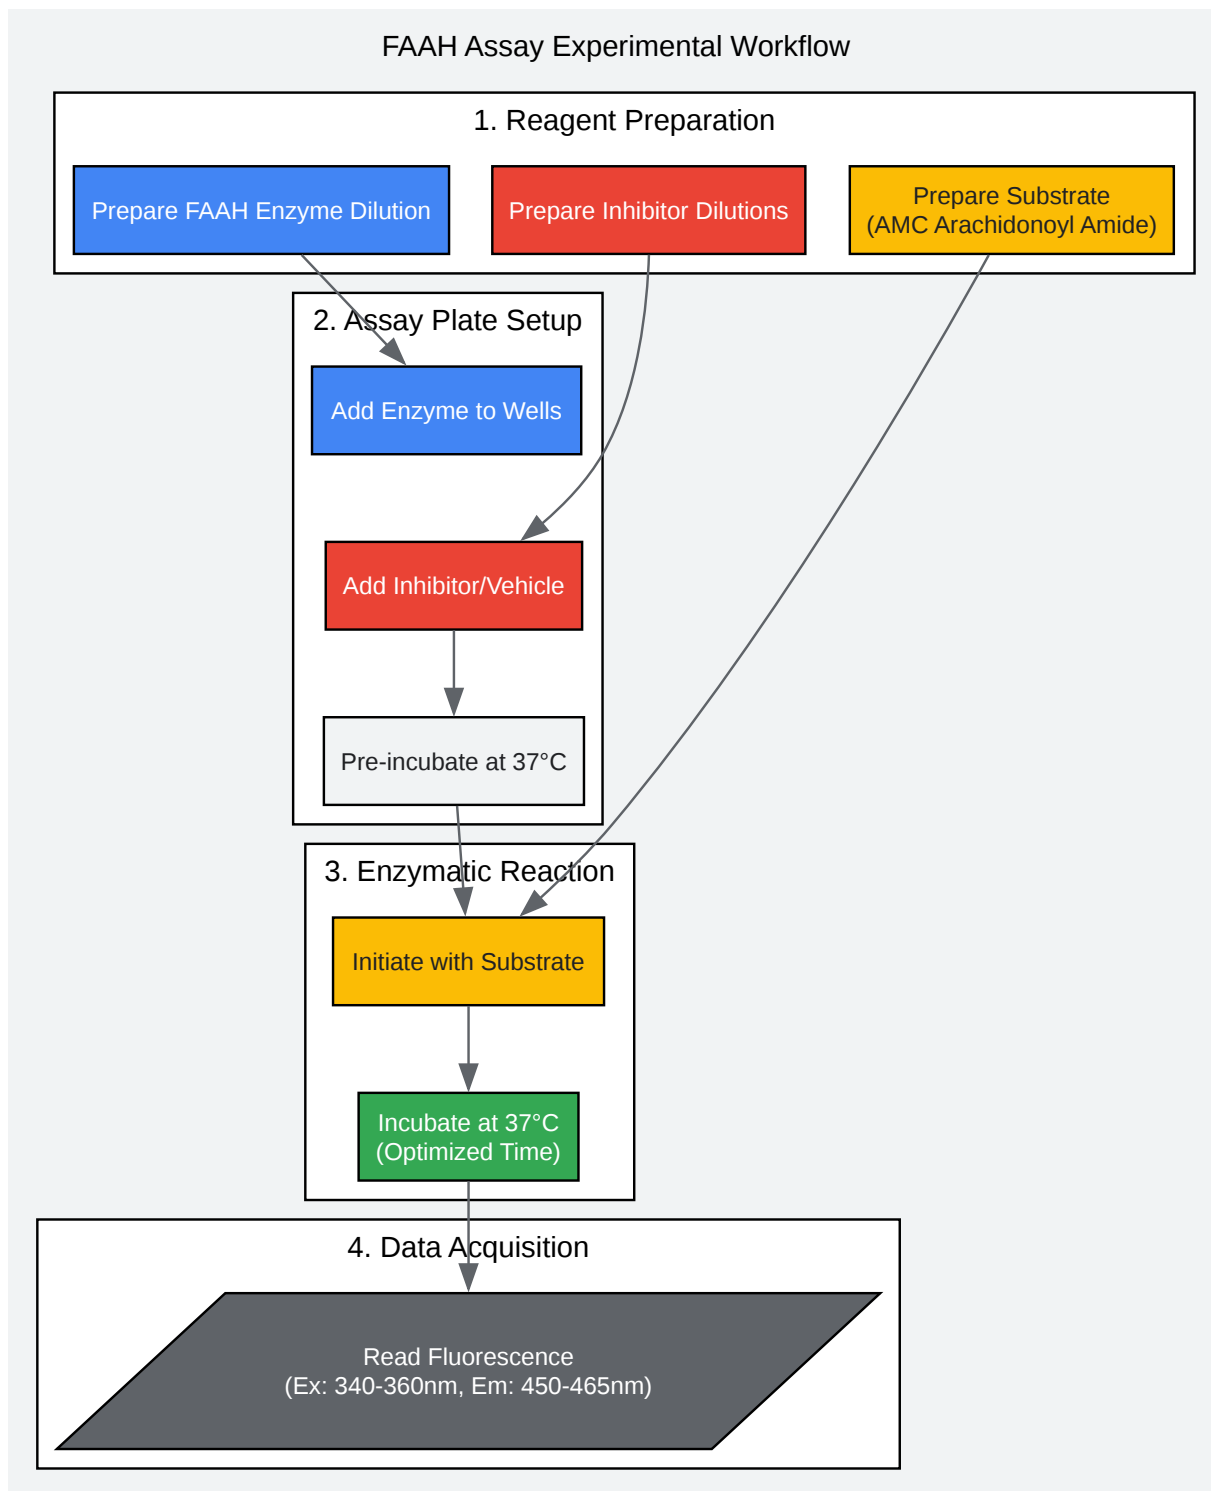 FAAH Assay Experimental Workflow
1. Reagent Preparation
Prepare FAAH Enzyme Dilution
Prepare Inhibitor Dilutions
Prepare Substrate
(AMC Arachidonoyl Amide)
2. Assay Plate Setup
Add Enzyme to Wells
Add Inhibitor/Vehicle
Pre-incubate at 37°C
3. Enzymatic Reaction
Initiate with Substrate
Incubate at 37°C
(Optimized Time)
4. Data Acquisition
Read Fluorescence
(Ex: 340-360nm, Em: 450-465nm)